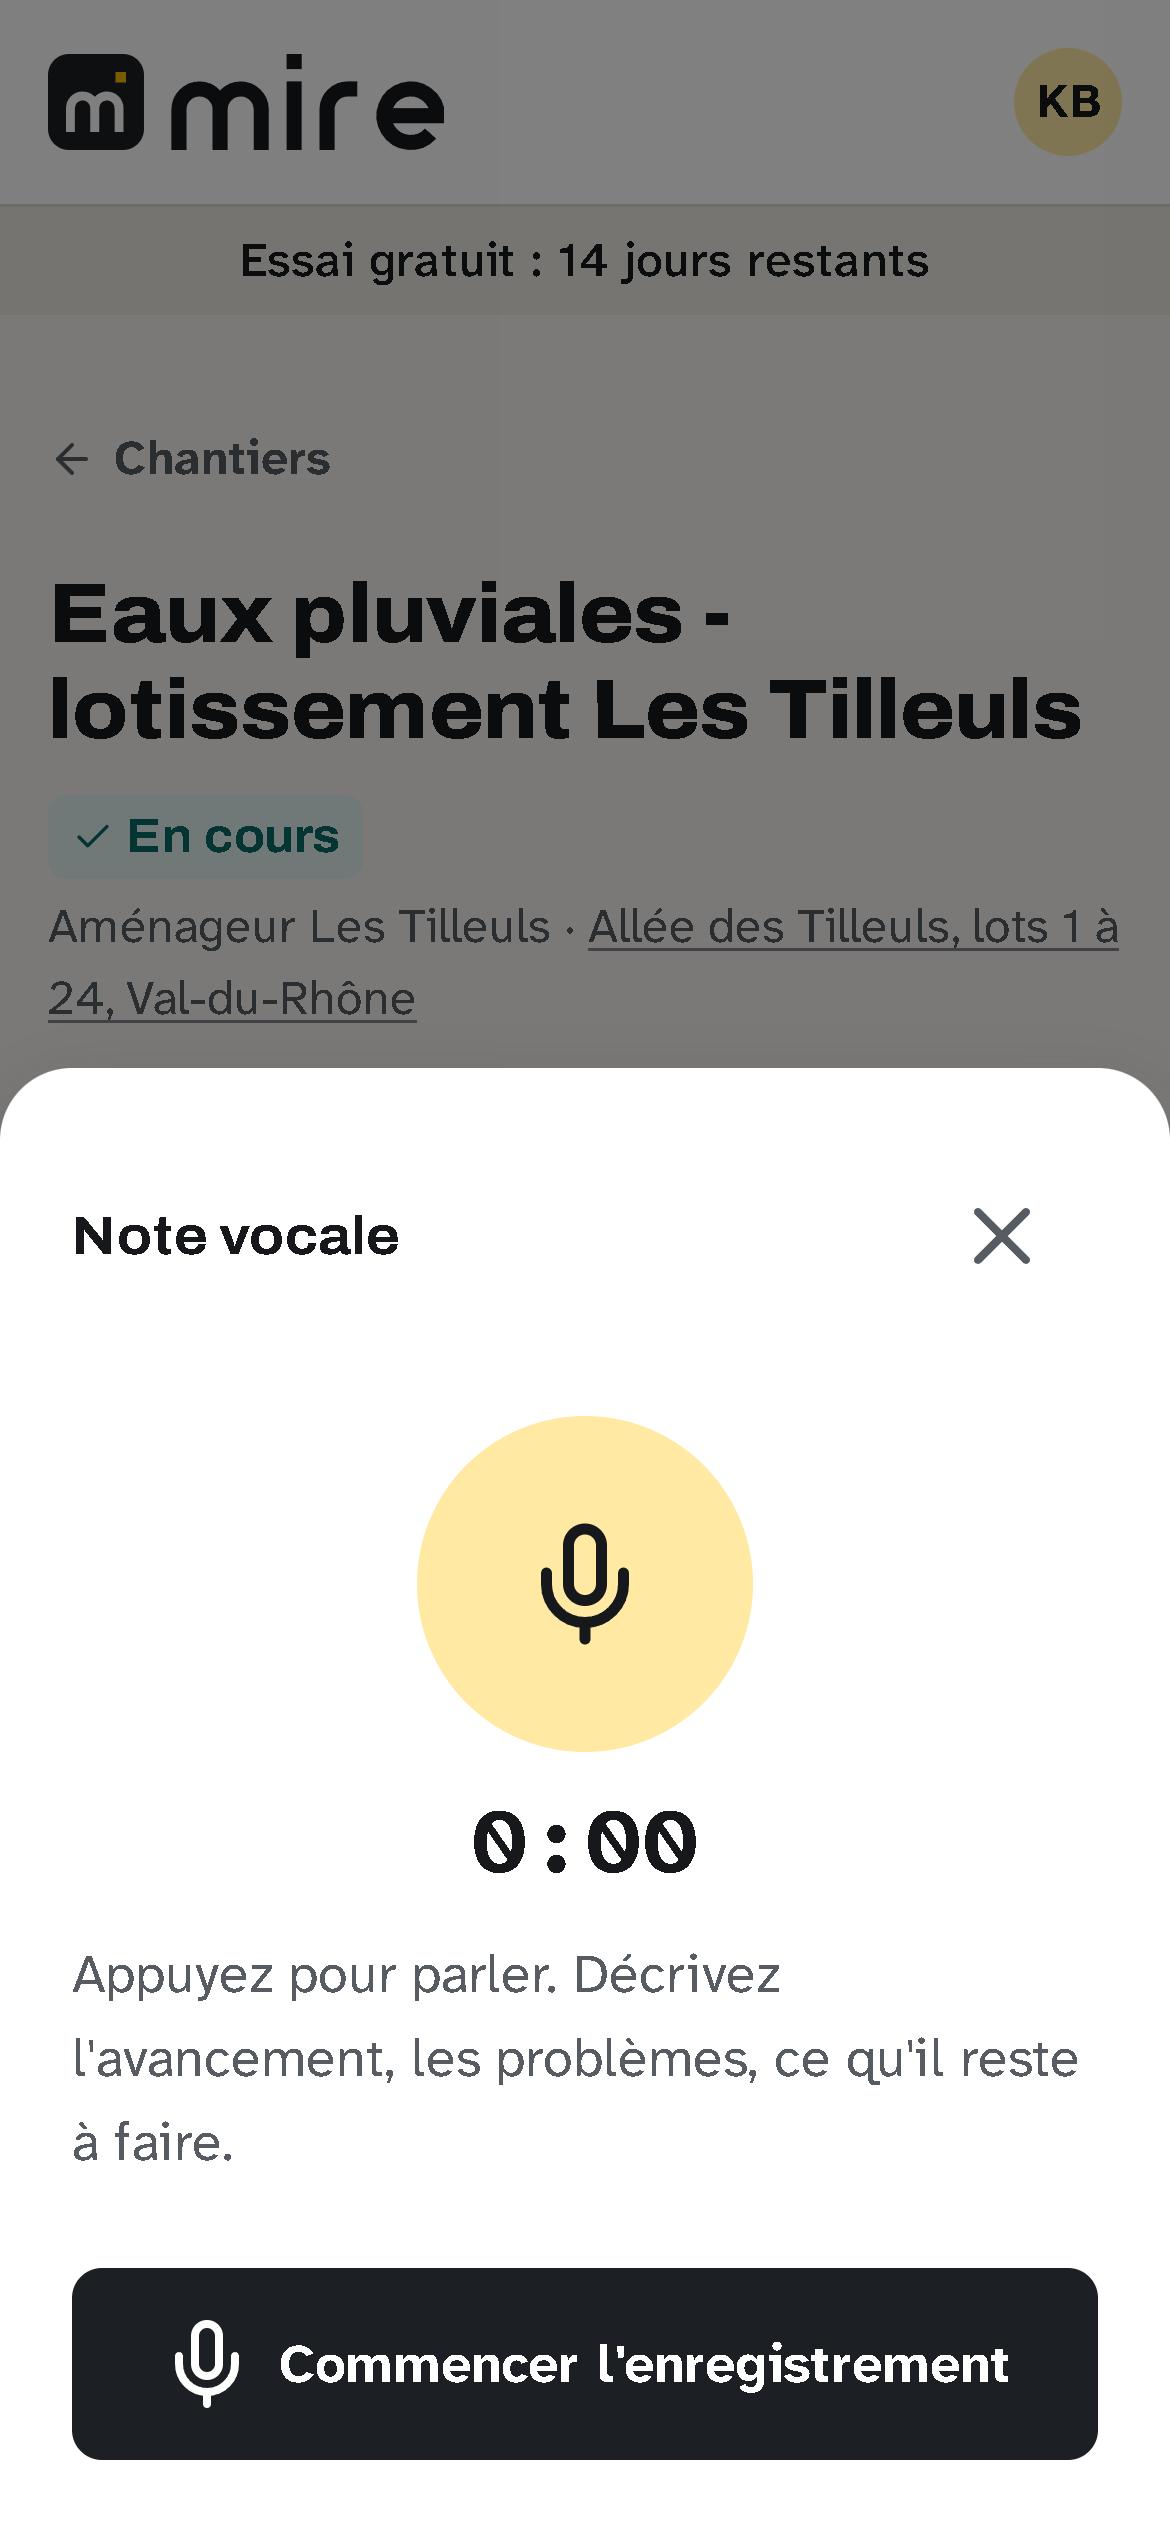 m mire
KB
Essai gratuit : 14 jours restants
← Chantiers
Eaux pluviales -
lotissement Les Tilleuls
En cours
Aménageur Les Tilleuls · Allée des Tilleuls, lots 1 à
24, Val-du-Rhône
Note vocale
0:00
Appuyez pour parler. Décrivez
l'avancement, les problèmes, ce qu'il reste
à faire.
Commencer l'enregistrement